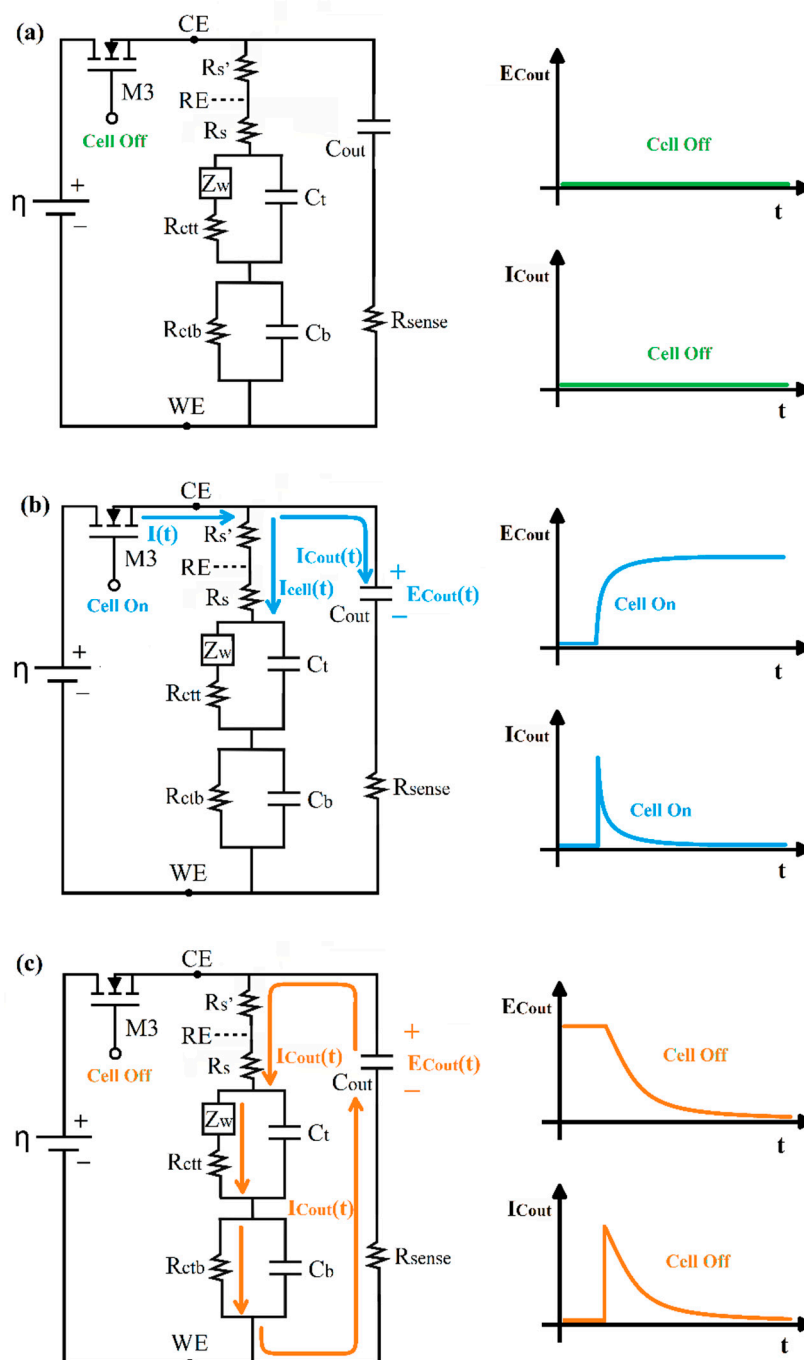 (a)
CE
M3
Cell Off
Rs'
RE
Rs
Cout
η
+
−
Zw
Ct
Rctt
Rctb
Cb
Rsense
WE
ECout
Cell Off
t
ICout
Cell Off
t
(b)
CE
I(t)
M3
Cell On
Rs'
RE
Rs
ICout(t)
Icell(t)
+
ECout(t)
−
Cout
η
+
−
Zw
Ct
Rctt
Rctb
Cb
Rsense
WE
ECout
Cell On
t
ICout
Cell On
t
(c)
CE
M3
Cell Off
Rs'
RE
Rs
ICout(t)
+
ECout(t)
−
Cout
η
+
−
Zw
Ct
Rctt
ICout(t)
Rctb
Cb
Rsense
WE
ECout
Cell Off
t
ICout
Cell Off
t